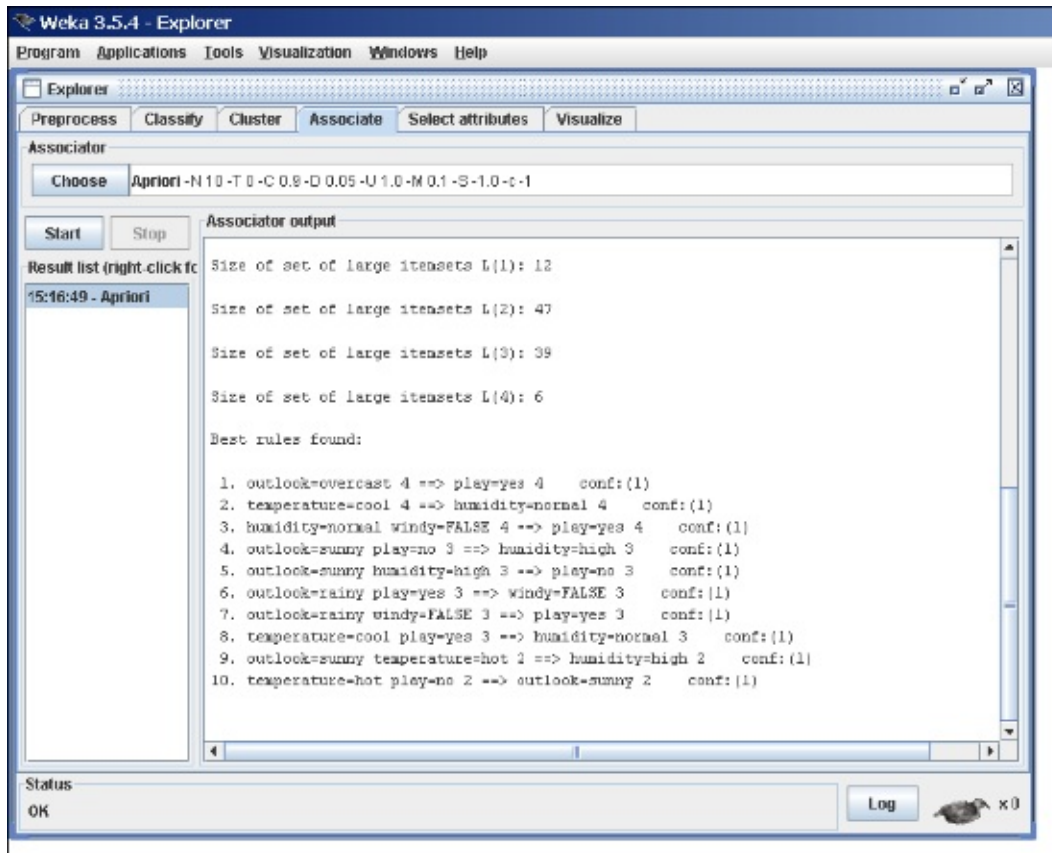 Weka 3.5.4 - Explorer
Program Applications Tools Visualization Windows Help
Explorer
Preprocess Classify Cluster Associate Select attributes Visualize
Associator
Choose Apriori -N 10 -T 0 -C 0.9 -D 0.05 -U 1.0 -M 0.1 -S -1.0 -c -1
Start Stop
Result list (right-click fo
15:16:49 - Apriori
Associator output
Size of set of large itemsets L(1): 12
Size of set of large itemsets L(2): 47
Size of set of large itemsets L(3): 39
Size of set of large itemsets L(4): 6
Best rules found:
1. outlook=overcast 4 ==> play=yes 4 conf:(1)
2. temperature=cool 4 ==> humidity=normal 4 conf:(1)
3. humidity=normal windy=FALSE 4 ==> play=yes 4 conf:(1)
4. outlook=sunny play=no 3 ==> humidity=high 3 conf:(1)
5. outlook=sunny humidity=high 3 ==> play=no 3 conf:(1)
6. outlook=rainy play=yes 3 ==> windy=FALSE 3 conf:(1)
7. outlook=rainy windy=FALSE 3 ==> play=yes 3 conf:(1)
8. temperature=cool play=yes 3 ==> humidity=normal 3 conf:(1)
9. outlook=sunny temperature=hot 2 ==> humidity=high 2 conf:(1)
10. temperature=hot play=no 2 ==> outlook=sunny 2 conf:(1)
Status
OK
Log
x 0